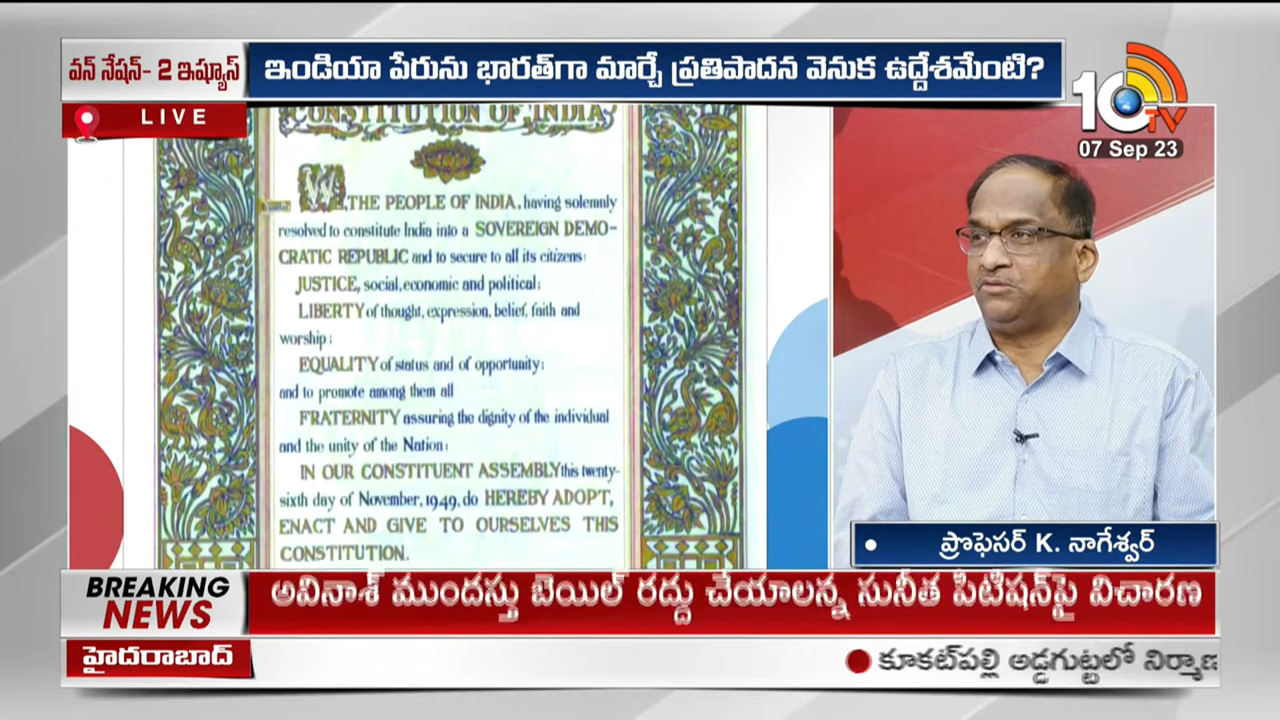 వన్ నేషన్- 2 ఇష్యూస్
ఇండియా పేరును భారత్‌గా మార్చే ప్రతిపాదన వెనుక ఉద్దేశమేంటి?
LIVE
10TV
07 Sep 23
CONSTITUTION OF INDIA
WE, THE PEOPLE OF INDIA, having solemnly
resolved to constitute India into a SOVEREIGN DEMO-
CRATIC REPUBLIC and to secure to all its citizens:
JUSTICE, social, economic and political;
LIBERTY of thought, expression, belief, faith and
worship;
EQUALITY of status and of opportunity;
and to promote among them all
FRATERNITY assuring the dignity of the individual
and the unity of the Nation;
IN OUR CONSTITUENT ASSEMBLY this twenty-
sixth day of November, 1949, do HEREBY ADOPT,
ENACT AND GIVE TO OURSELVES THIS
CONSTITUTION.
ప్రొఫెసర్ K. నాగేశ్వర్
BREAKING
NEWS
అవినాశ్ ముందస్తు బెయిల్ రద్దు చేయాలన్న సునీత పిటిషన్‌పై విచారణ
హైదరాబాద్
కూకట్‌పల్లి అడ్డగుట్టలో నిర్మాణ